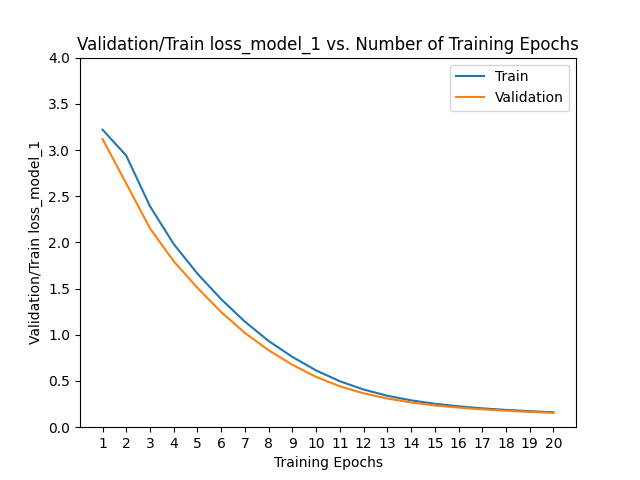 Validation/Train loss_model_1 vs. Number of Training Epochs
Train
Validation
4.0
3.5
3.0
2.5
2.0
1.5
1.0
0.5
0.0
Validation/Train loss_model_1
1 2 3 4 5 6 7 8 9 10 11 12 13 14 15 16 17 18 19 20
Training Epochs